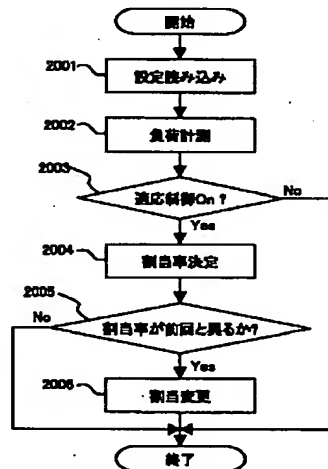 開始
2001
設定読み込み
2002
負荷計測
2003
適応制御On?
No
Yes
2004
割当率決定
2005
No
割当率が前回と異るか?
Yes
2006
割当変更
終了